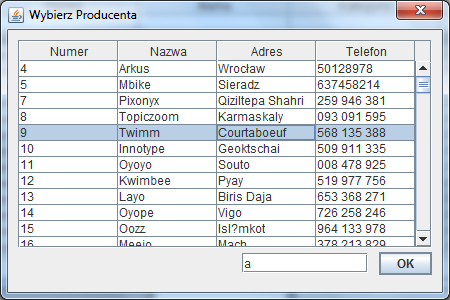 Wybierz Producenta
Numer Nazwa Adres Telefon
4 Arkus Wrocław 50128978
5 Mbike Sieradz 637458214
7 Pixonyx Qiziltepa Shahri 259 946 381
8 Topiczoom Karmaskaly 093 091 595
9 Twimm Courtaboeuf 568 135 388
10 Innotype Geoktschai 509 911 335
11 Oyoyo Souto 008 478 925
12 Kwimbee Pyay 519 977 756
13 Layo Biris Daja 653 368 271
14 Oyope Vigo 726 258 246
15 Oozz Isl?mkot 964 133 978
16 Meejo Mach 378 213 829
a OK